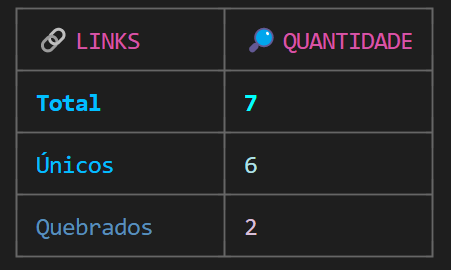 🔗 LINKS 🔎 QUANTIDADE
Total 7
Únicos 6
Quebrados 2